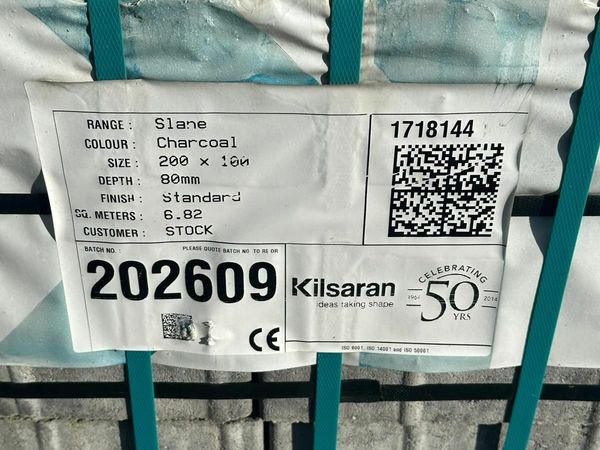 RANGE : Slane
COLOUR : Charcoal
SIZE : 200 x 100
DEPTH : 80mm
FINISH : Standard
SQ. METERS : 6.82
CUSTOMER : STOCK
1718144
BATCH NO. : PLEASE QUOTE BATCH NO TO RE OR
202609
CE
Kilsaran
ideas taking shape
CELEBRATING
1964 50 2014
YRS
ISO 9001, ISO 14001 and ISO 50001